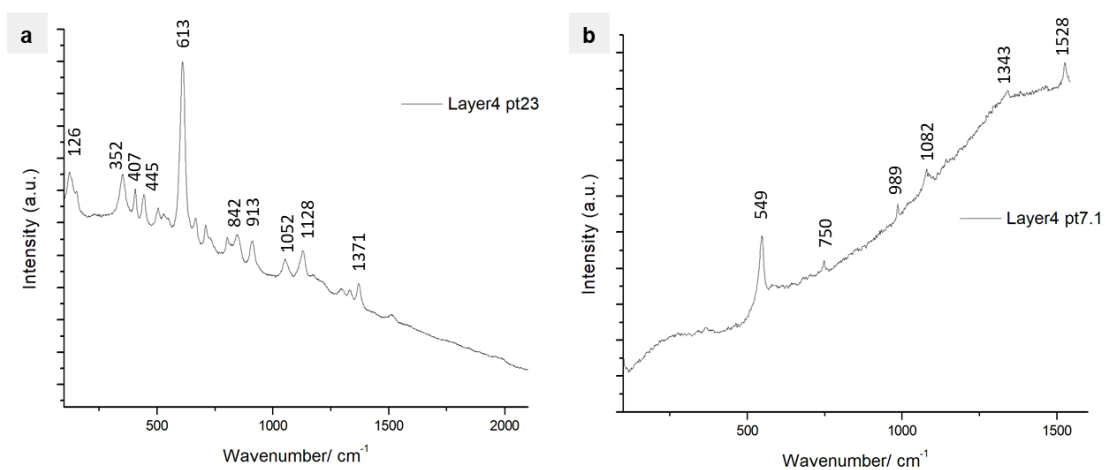 a
613
Layer4 pt23
126
352
407
445
842
913
1052
1128
1371
Intensity (a.u.)
500 1000 1500 2000
Wavenumber/ cm⁻¹
b
1528
1343
1082
989
549
750
Layer4 pt7.1
Intensity (a.u.)
500 1000 1500
Wavenumber/ cm⁻¹